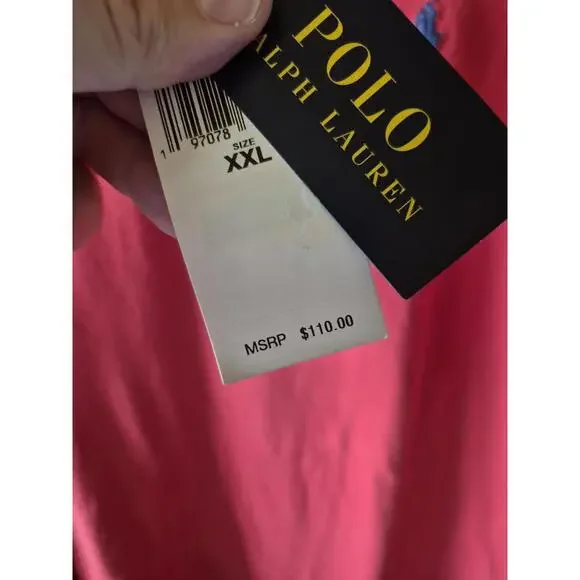 POLO
RALPH LAUREN
1 97078
SIZE
XXL
MSRP $110.00